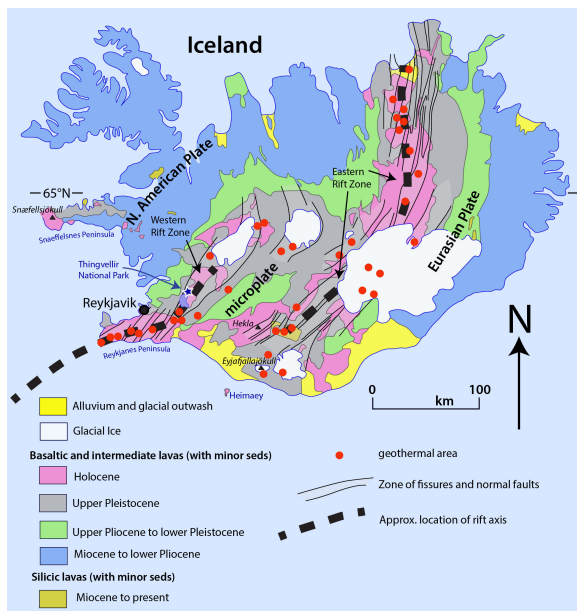 Iceland
N. American Plate
Eastern
Rift Zone
65°N
Snæfellsjökull
Snaeffelsnes Peninsula
Western
Rift Zone
Eurasian Plate
Thingvellir
National Park
microplate
Reykjavik
Hekla
Reykjanes Peninsula
Eyjafjallajökull
Heimaey
N
0 100
km
Alluvium and glacial outwash
Glacial Ice
Basaltic and intermediate lavas (with minor seds)
Holocene
Upper Pleistocene
Upper Pliocene to lower Pleistocene
Miocene to lower Pliocene
Silicic lavas (with minor seds)
Miocene to present
geothermal area
Zone of fissures and normal faults
Approx. location of rift axis